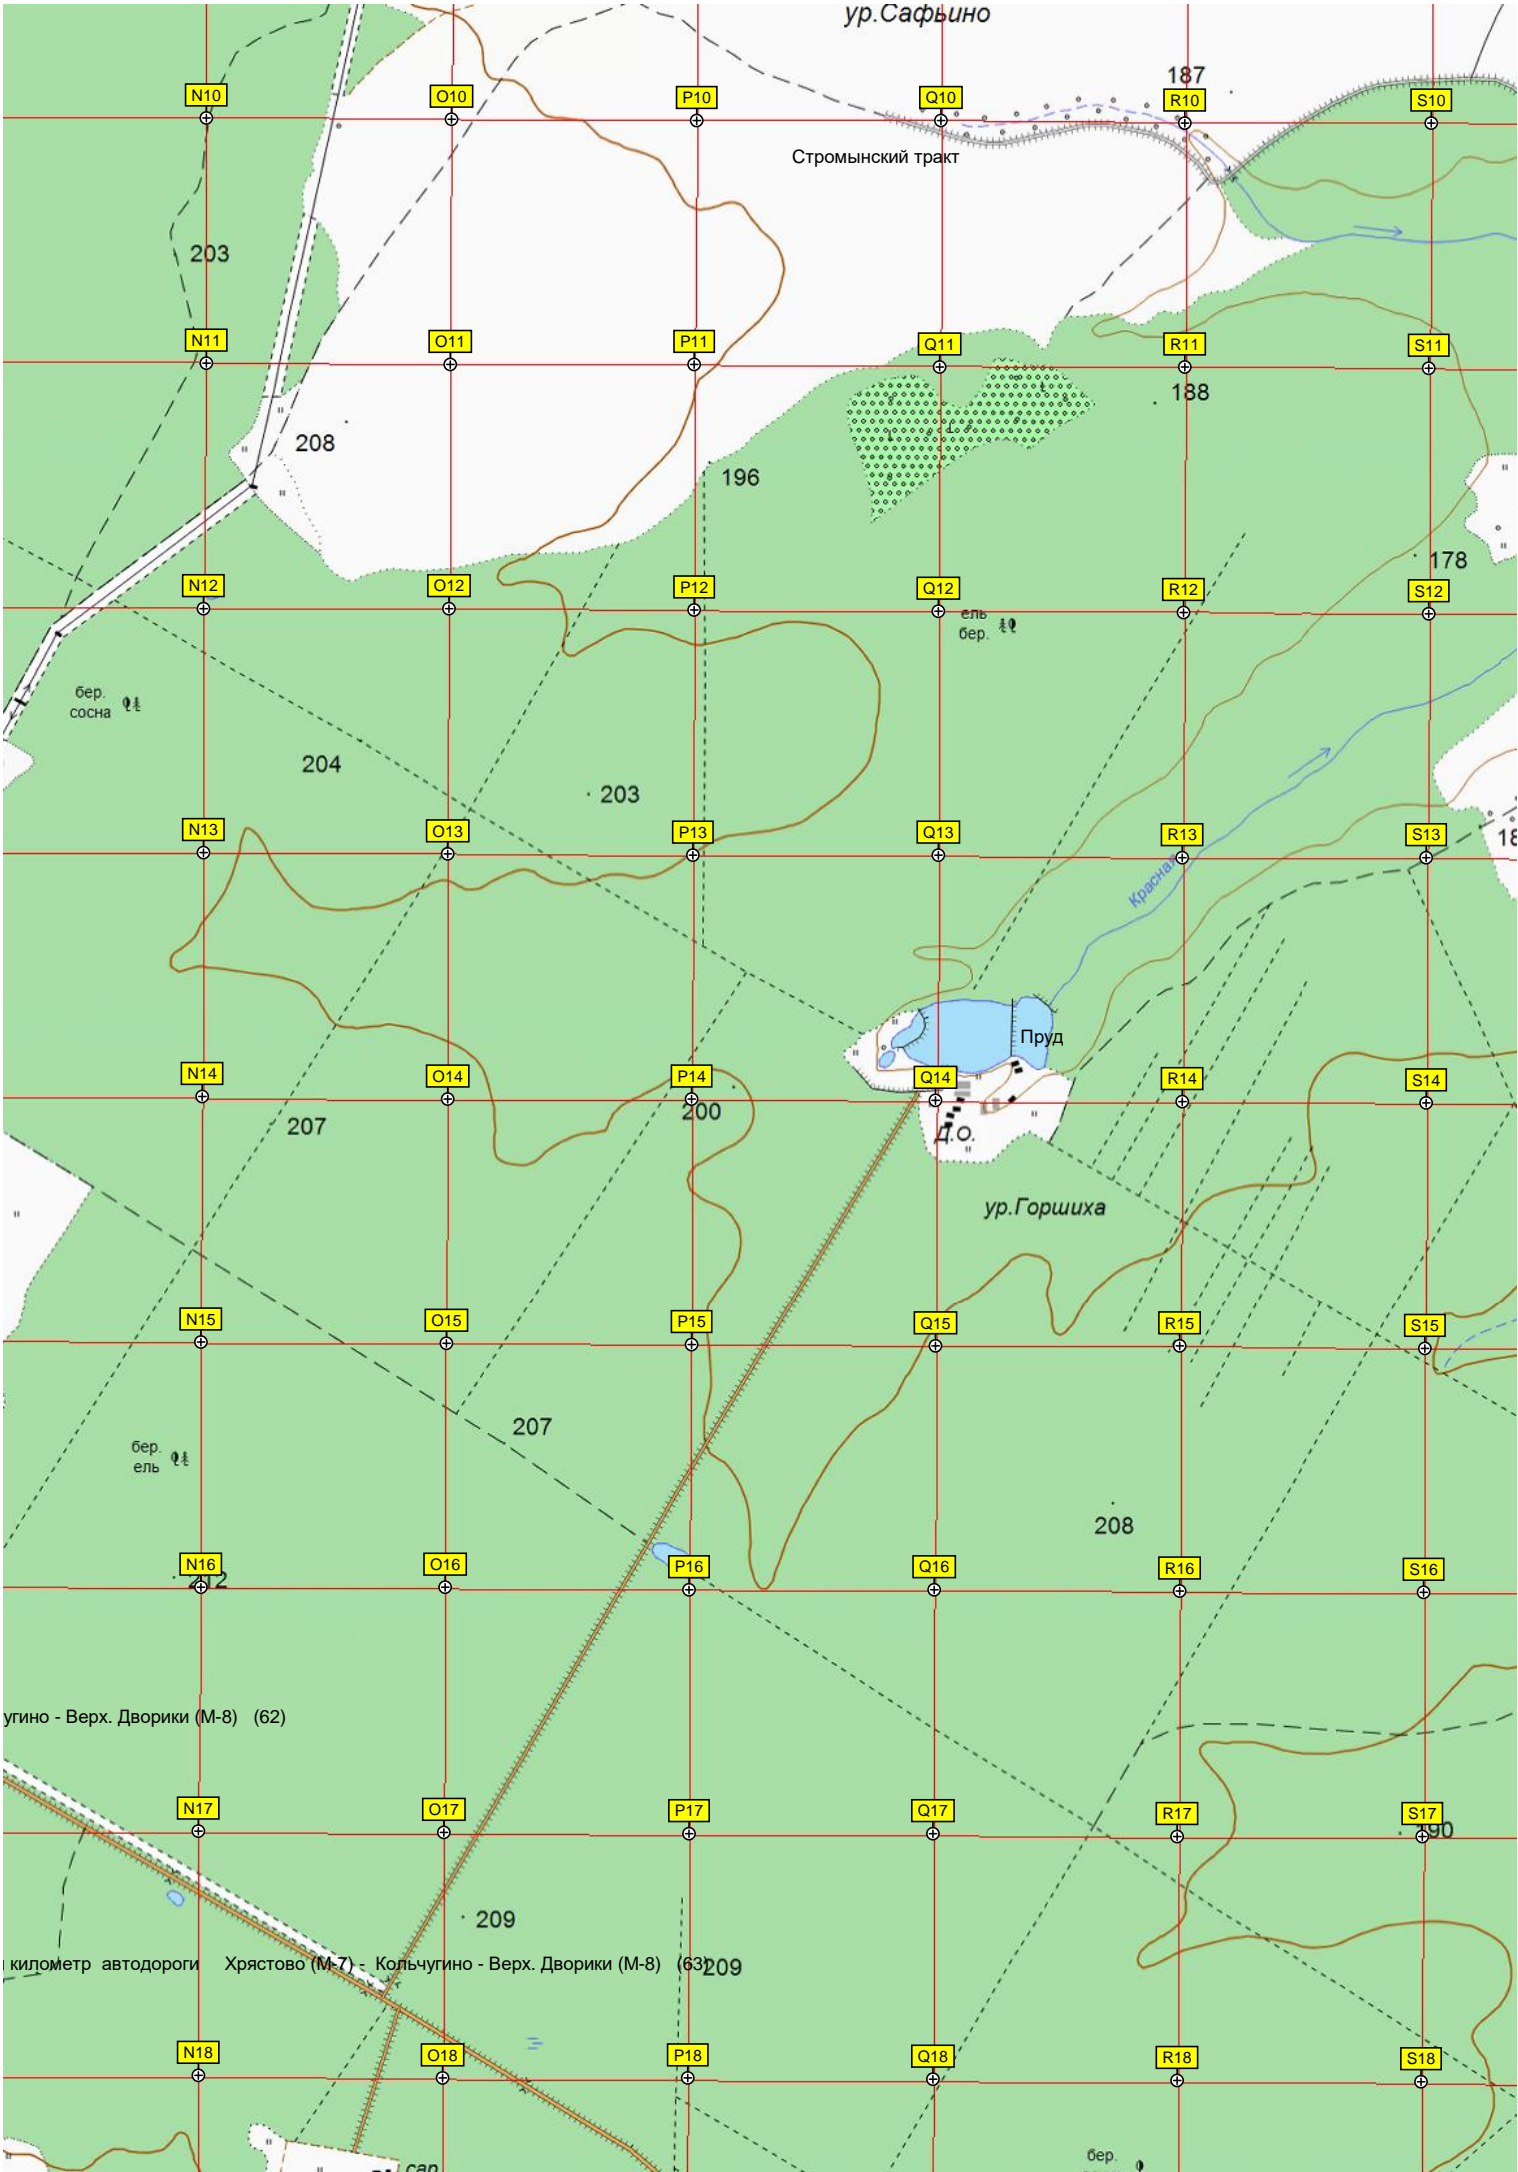 ур.Сафьино
187
N10
O10
P10
Q10
R10
S10
Стромынский тракт
203
N11
O11
P11
Q11
R11
S11
188
208
196
178
N12
O12
P12
Q12
R12
S12
ель
бер.
бер.
сосна
204
203
N13
O13
P13
Q13
R13
S13
18
Красная
Пруд
N14
O14
P14
Q14
R14
S14
200
207
Д.О.
ур.Горшиха
N15
O15
P15
Q15
R15
S15
207
бер.
ель
208
N16
O16
P16
Q16
R16
S16
212
угино - Верх. Дворики (М-8) (62)
N17
O17
P17
Q17
R17
S17
190
209
километр автодороги Хрястово (М-7) - Кольчугино - Верх. Дворики (М-8) (63)
209
N18
O18
P18
Q18
R18
S18
бер.
сар.